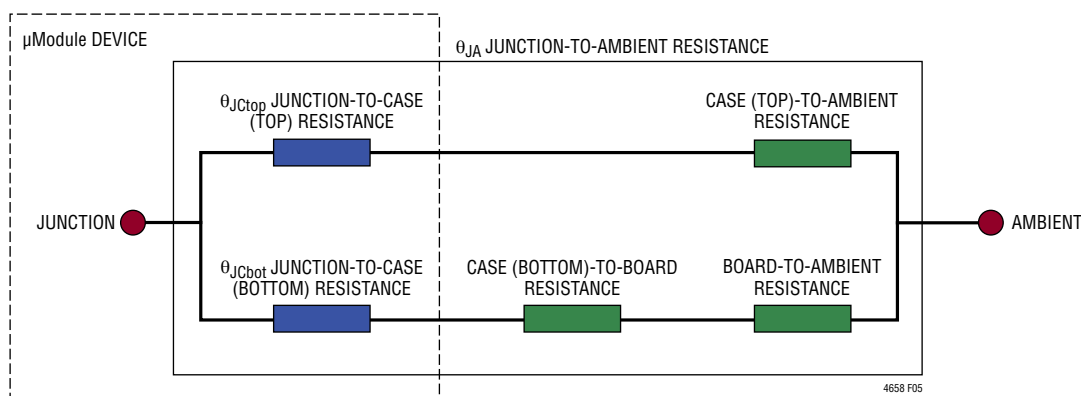 µModule DEVICE
θJA JUNCTION-TO-AMBIENT RESISTANCE
θJCtop JUNCTION-TO-CASE
(TOP) RESISTANCE
CASE (TOP)-TO-AMBIENT
RESISTANCE
JUNCTION
AMBIENT
θJCbot JUNCTION-TO-CASE
(BOTTOM) RESISTANCE
CASE (BOTTOM)-TO-BOARD
RESISTANCE
BOARD-TO-AMBIENT
RESISTANCE
4658 F05